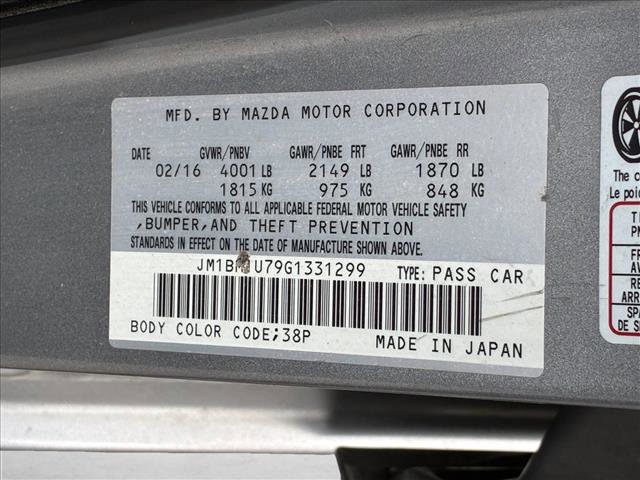 MFD. BY MAZDA MOTOR CORPORATION
DATE GVWR/PNBV GAWR/PNBE FRT GAWR/PNBE RR
02/16 4001 LB 2149 LB 1870 LB
1815 KG 975 KG 848 KG
THIS VEHICLE CONFORMS TO ALL APPLICABLE FEDERAL MOTOR VEHICLE SAFETY
,BUMPER,AND THEFT PREVENTION
STANDARDS IN EFFECT ON THE DATE OF MANUFACTURE SHOWN ABOVE.
TYPE: PASS CAR
BODY COLOR CODE;38P MADE IN JAPAN
The c
Le poi